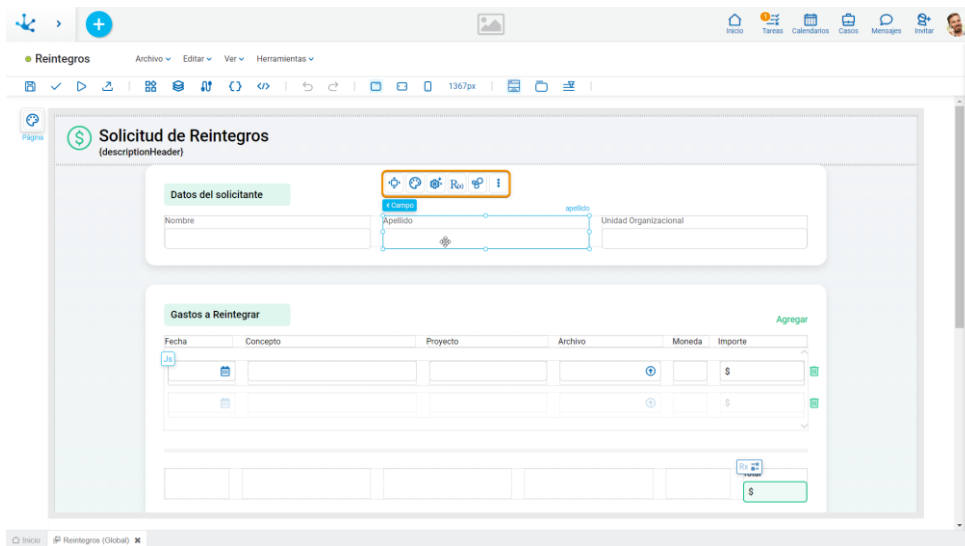 1
Inicio Tareas Calendarios Casos Mensajes Invitar
Reintegros Archivo Editar Ver Herramientas
1367px
Página
Solicitud de Reintegros
{descriptionHeader}
Datos del solicitante
Campo apellido
Nombre Apellido Unidad Organizacional
Gastos a Reintegrar
Agregar
Fecha Concepto Proyecto Archivo Moneda Importe
Js
$
$
Rx
Total
$
Inicio Reintegros (Global)